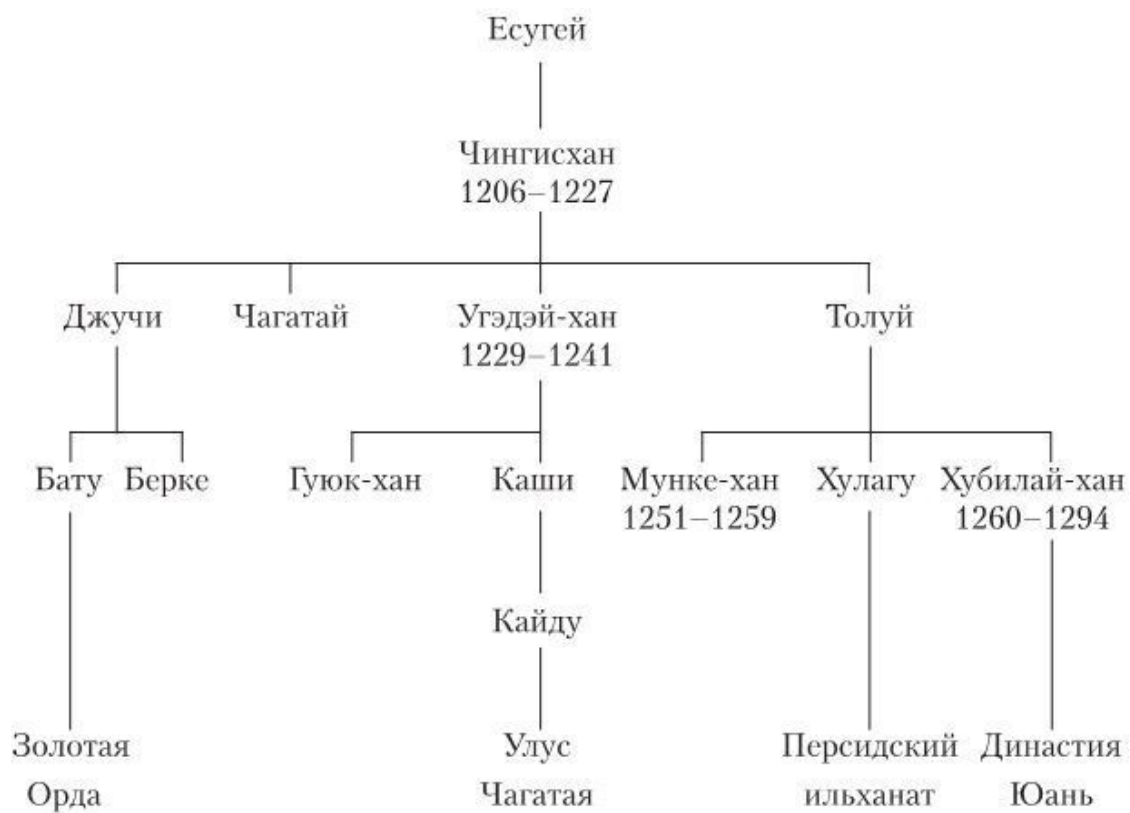 Есугей
Чингисхан
1206–1227
Джучи Чагатай Угэдэй-хан Толуй
1229–1241
Бату Берке Гуюк-хан Каши Мунке-хан Хулагу Хубилай-хан
1251–1259 1260–1294
Кайду
Золотая Улус Персидский Династия
Орда Чагатая ильханат Юань